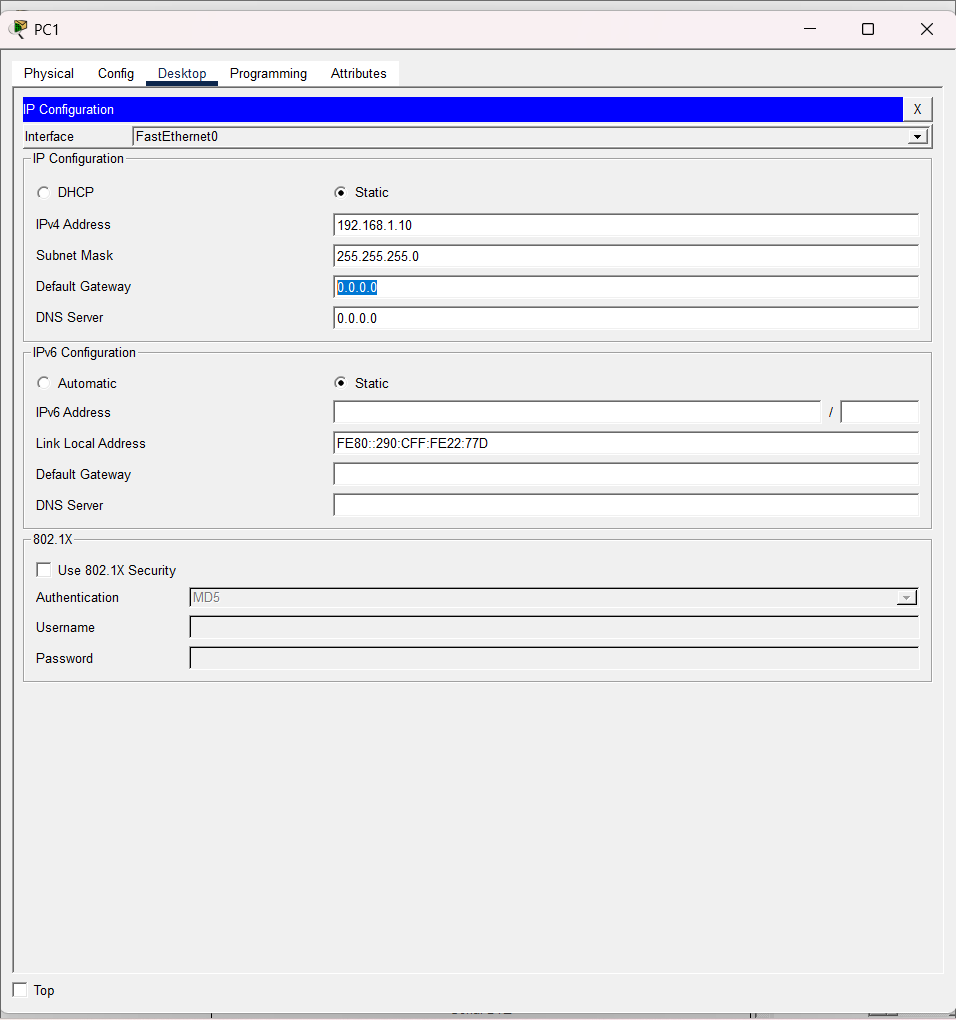 PC1
Physical Config Desktop Programming Attributes
IP Configuration X
Interface FastEthernet0
IP Configuration
DHCP Static
IPv4 Address 192.168.1.10
Subnet Mask 255.255.255.0
Default Gateway 0.0.0.0
DNS Server 0.0.0.0
IPv6 Configuration
Automatic Static
IPv6 Address /
Link Local Address FE80::290:CFF:FE22:77D
Default Gateway
DNS Server
802.1X
Use 802.1X Security
Authentication MD5
Username
Password
Top